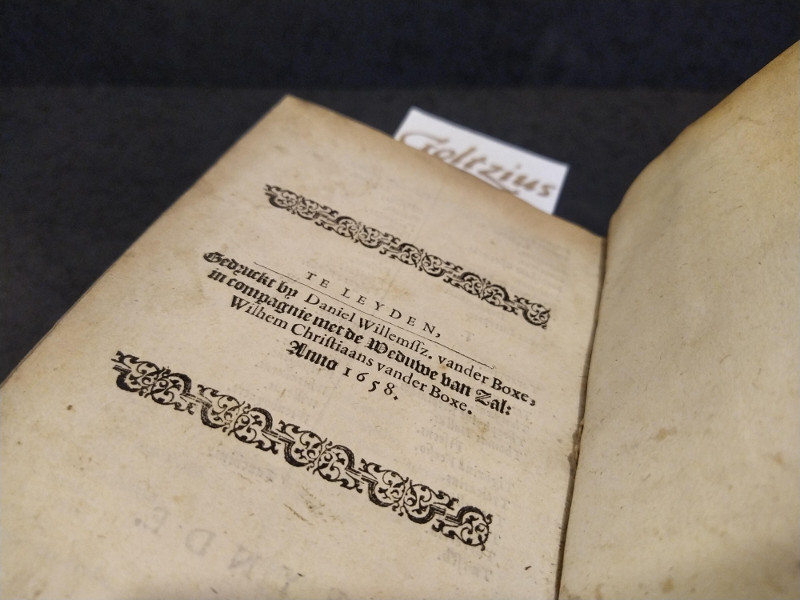 Goltzius
TE LEYDEN,
Gedruckt by Daniel Willemſſz. vander Boxe,
in compagnie met de Weduwe van Zal:
Wilhem Chriſtiaans vander Boxe.
Anno 1658.